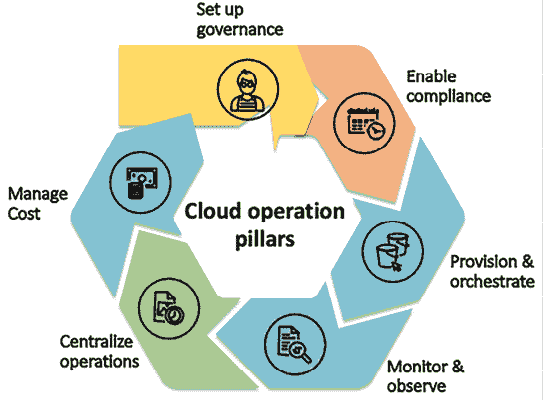 Set up
governance
Enable
compliance
Provision &
orchestrate
Monitor &
observe
Centralize
operations
Manage
Cost
Cloud operation
pillars